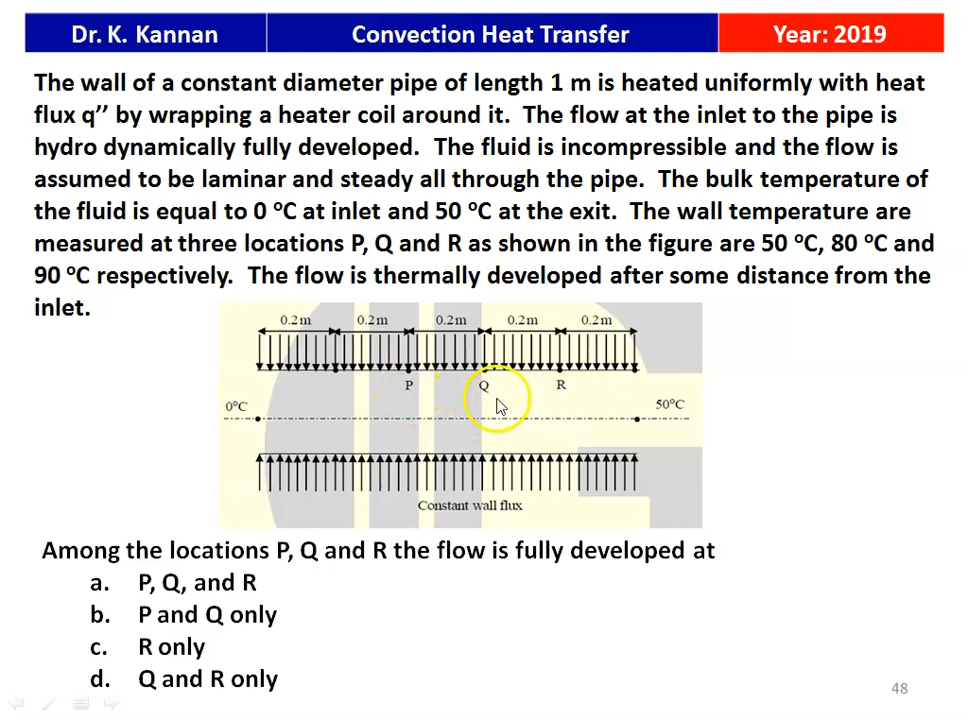 Dr. K. Kannan
Convection Heat Transfer
Year: 2019
The wall of a constant diameter pipe of length 1 m is heated uniformly with heat
flux q’’ by wrapping a heater coil around it. The flow at the inlet to the pipe is
hydro dynamically fully developed. The fluid is incompressible and the flow is
assumed to be laminar and steady all through the pipe. The bulk temperature of
the fluid is equal to 0 ºC at inlet and 50 ºC at the exit. The wall temperature are
measured at three locations P, Q and R as shown in the figure are 50 ºC, 80 ºC and
90 ºC respectively. The flow is thermally developed after some distance from the
inlet.
0.2m 0.2m 0.2m 0.2m 0.2m
P Q R
0ºC 50ºC
Constant wall flux
Among the locations P, Q and R the flow is fully developed at
a. P, Q, and R
b. P and Q only
c. R only
d. Q and R only
48